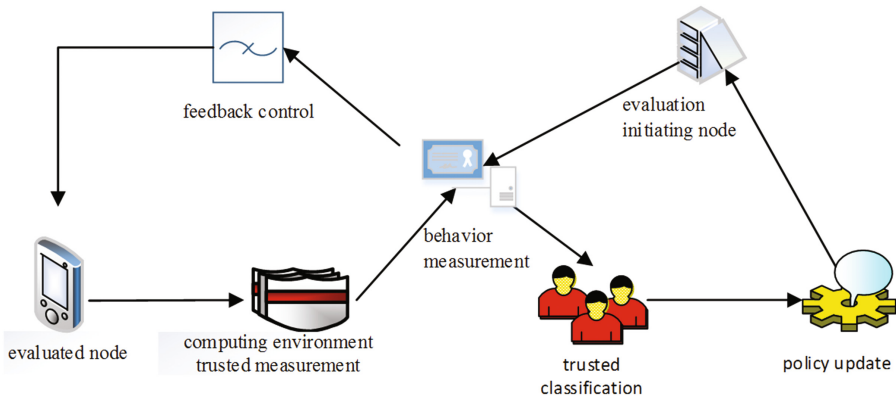 feedback control
evaluation
initiating node
behavior
measurement
evaluated node
computing environment
trusted measurement
trusted
classification
policy update